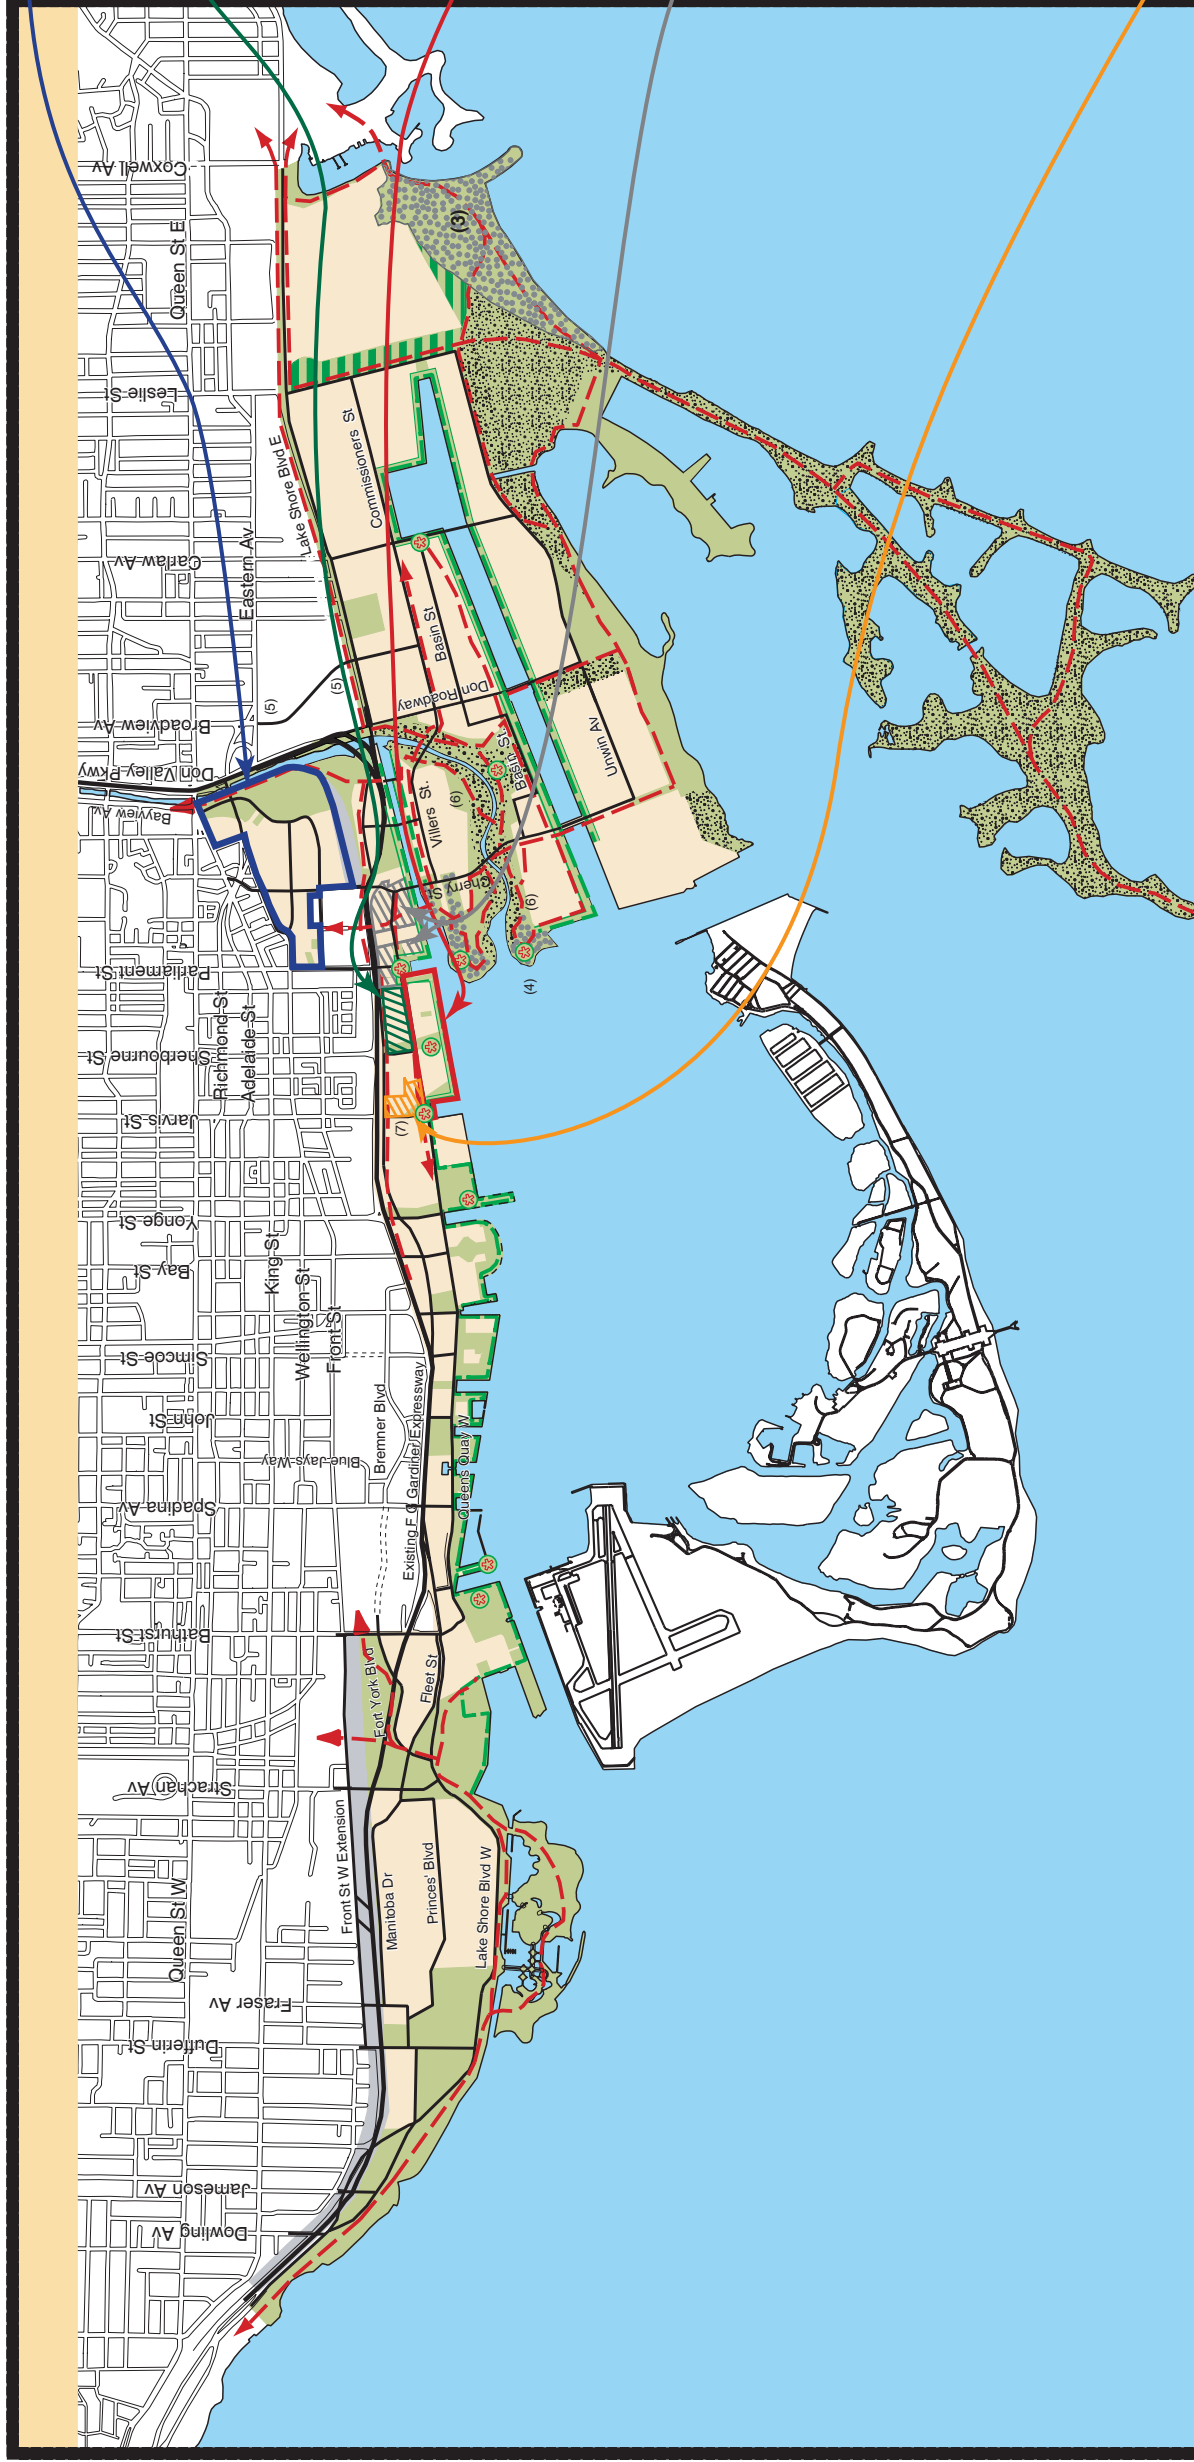 Coxwell Av
Queen St E
Leslie St
Lake Shore Blvd E
Commissioners St
Carlaw Av
Eastern Av
(3)
Basin St
Don Roadway
(5)
(5)
Broadview Av
Don Valley Pkwy
Bayview Av
Unwin Av
Basin St
Villiers St
(6)
Cherry St
(6)
(4)
Parliament St
Richmond St
Adelaide St
Sherbourne St
Jarvis St
(7)
Yonge St
Bay St
King St
Wellington St
Front St
Simcoe St
John St
Blue Jays Way
Bremner Blvd
Existing F G Gardiner Expressway
Queens Quay W
Spadina Av
Bathurst St
Fort York Blvd
Fleet St
Strachan Av
Front St W Extension
Manitoba Dr
Princes' Blvd
Lake Shore Blvd W
Queen St W
Fraser Av
Dufferin St
Jameson Av
Dowling Av